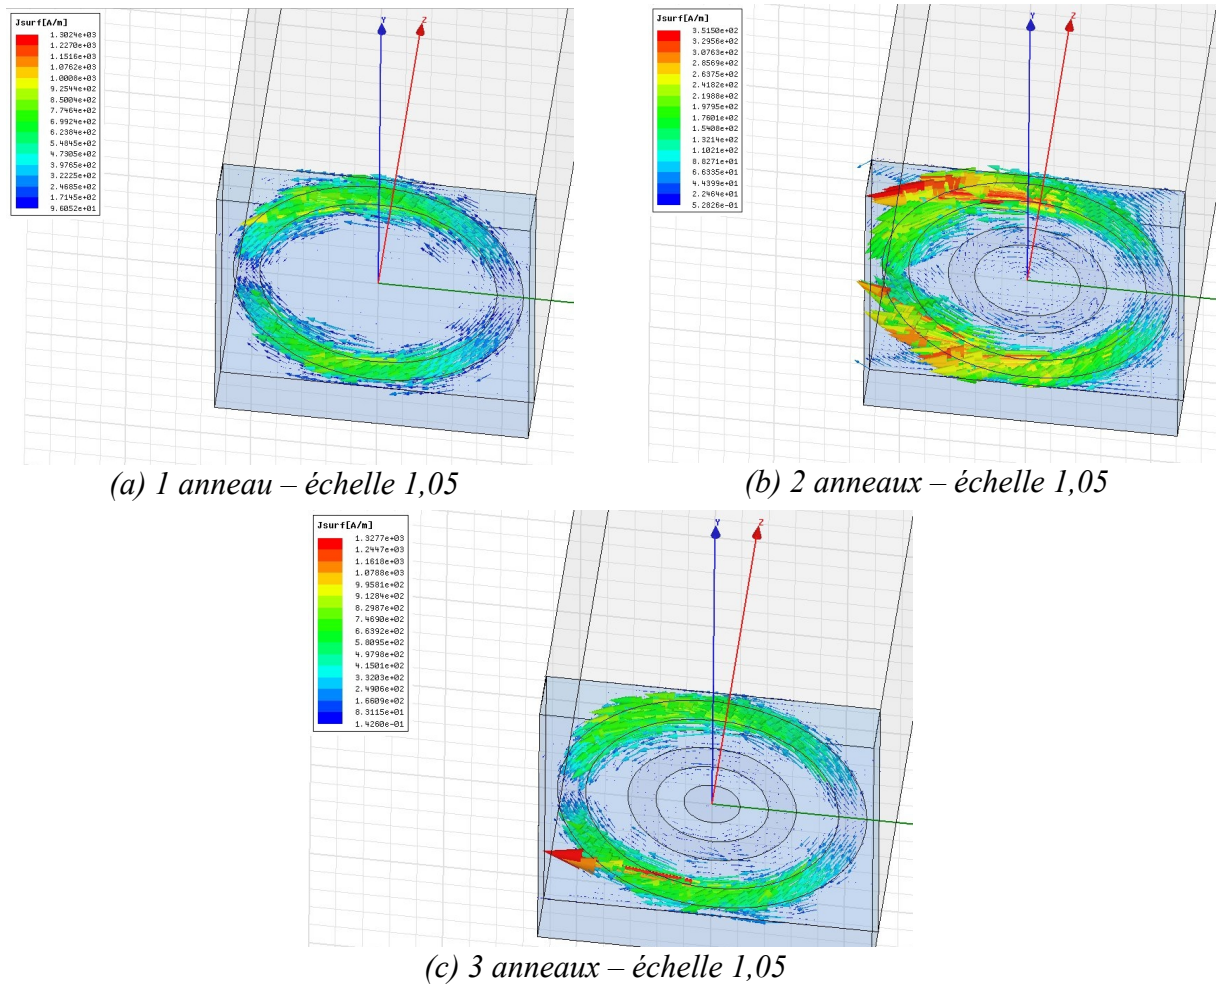 Jsurf[A/m]
1.3024e+03
1.2270e+03
1.1516e+03
1.0762e+03
1.0008e+03
9.2544e+02
8.5004e+02
7.7464e+02
6.9924e+02
6.2384e+02
5.4845e+02
4.7305e+02
3.9765e+02
3.2225e+02
2.4685e+02
1.7145e+02
9.6052e+01
Y
Z
(a) 1 anneau – échelle 1,05
Jsurf[A/m]
3.5150e+02
3.2956e+02
3.0763e+02
2.8569e+02
2.6375e+02
2.4182e+02
2.1988e+02
1.9795e+02
1.7601e+02
1.5408e+02
1.3214e+02
1.1021e+02
8.8271e+01
6.6335e+01
4.4399e+01
2.2464e+01
5.2826e-01
Y
Z
(b) 2 anneaux – échelle 1,05
Jsurf[A/m]
1.3277e+03
1.2447e+03
1.1618e+03
1.0788e+03
9.9581e+02
9.1284e+02
8.2987e+02
7.4690e+02
6.6392e+02
5.8095e+02
4.9798e+02
4.1501e+02
3.3203e+02
2.4906e+02
1.6609e+02
8.3115e+01
1.4260e-01
Y
Z
(c) 3 anneaux – échelle 1,05